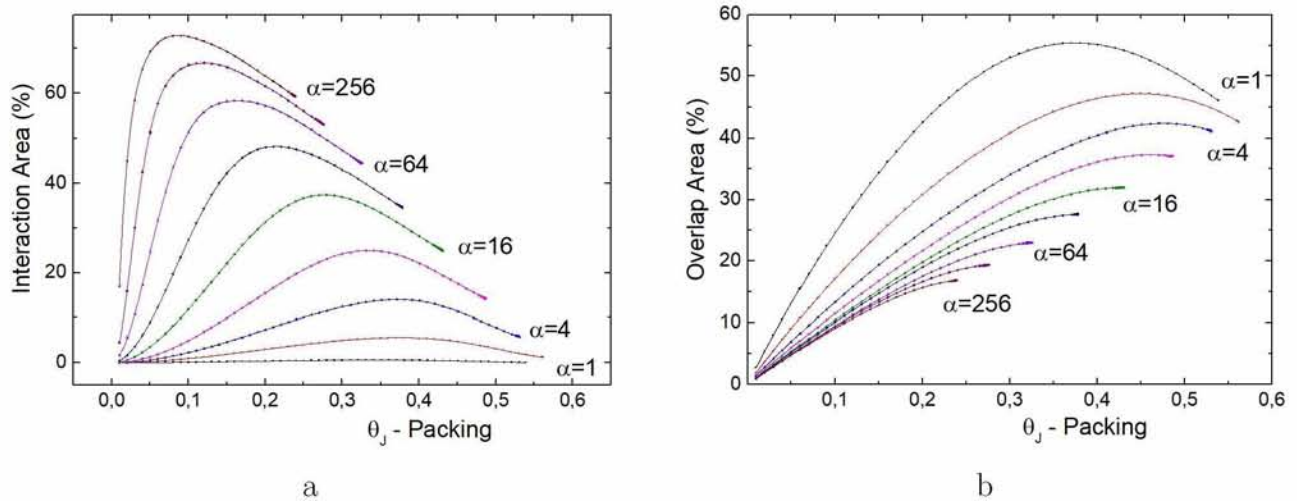 Interaction Area (%)
60
40
20
0
α=256
α=64
α=16
α=4
α=1
0,0 0,1 0,2 0,3 0,4 0,5 0,6
θJ - Packing
a
Overlap Area (%)
60
50
40
30
20
10
0
α=1
α=4
α=16
α=64
α=256
0,1 0,2 0,3 0,4 0,5 0,6
θJ - Packing
b